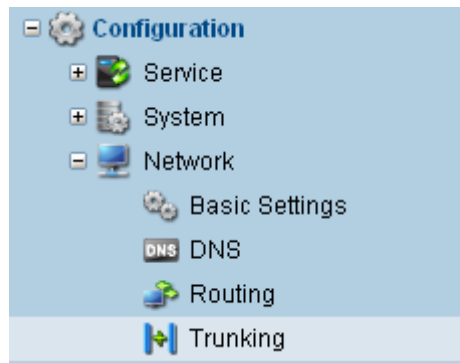 Configuration
Service
System
Network
Basic Settings
DNS DNS
Routing
Trunking